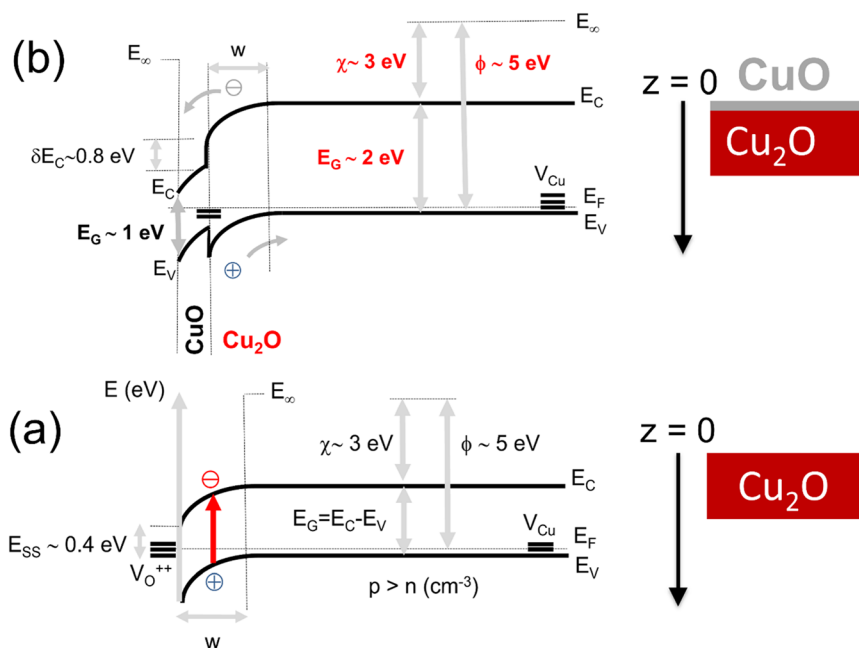 (b)
E∞
w
⊖
χ~ 3 eV
ϕ ~ 5 eV
E∞
EC
z = 0
CuO
Cu2O
δEC~0.8 eV
EC
EG ~ 2 eV
VCu
EF
EV
EG ~ 1 eV
EV
⊕
CuO
Cu2O
(a)
E (eV)
E∞
χ~ 3 eV
ϕ ~ 5 eV
z = 0
⊖
EC
Cu2O
EG=EC-EV
VCu
ESS ~ 0.4 eV
EF
VO++
⊕
EV
p > n (cm-3)
w